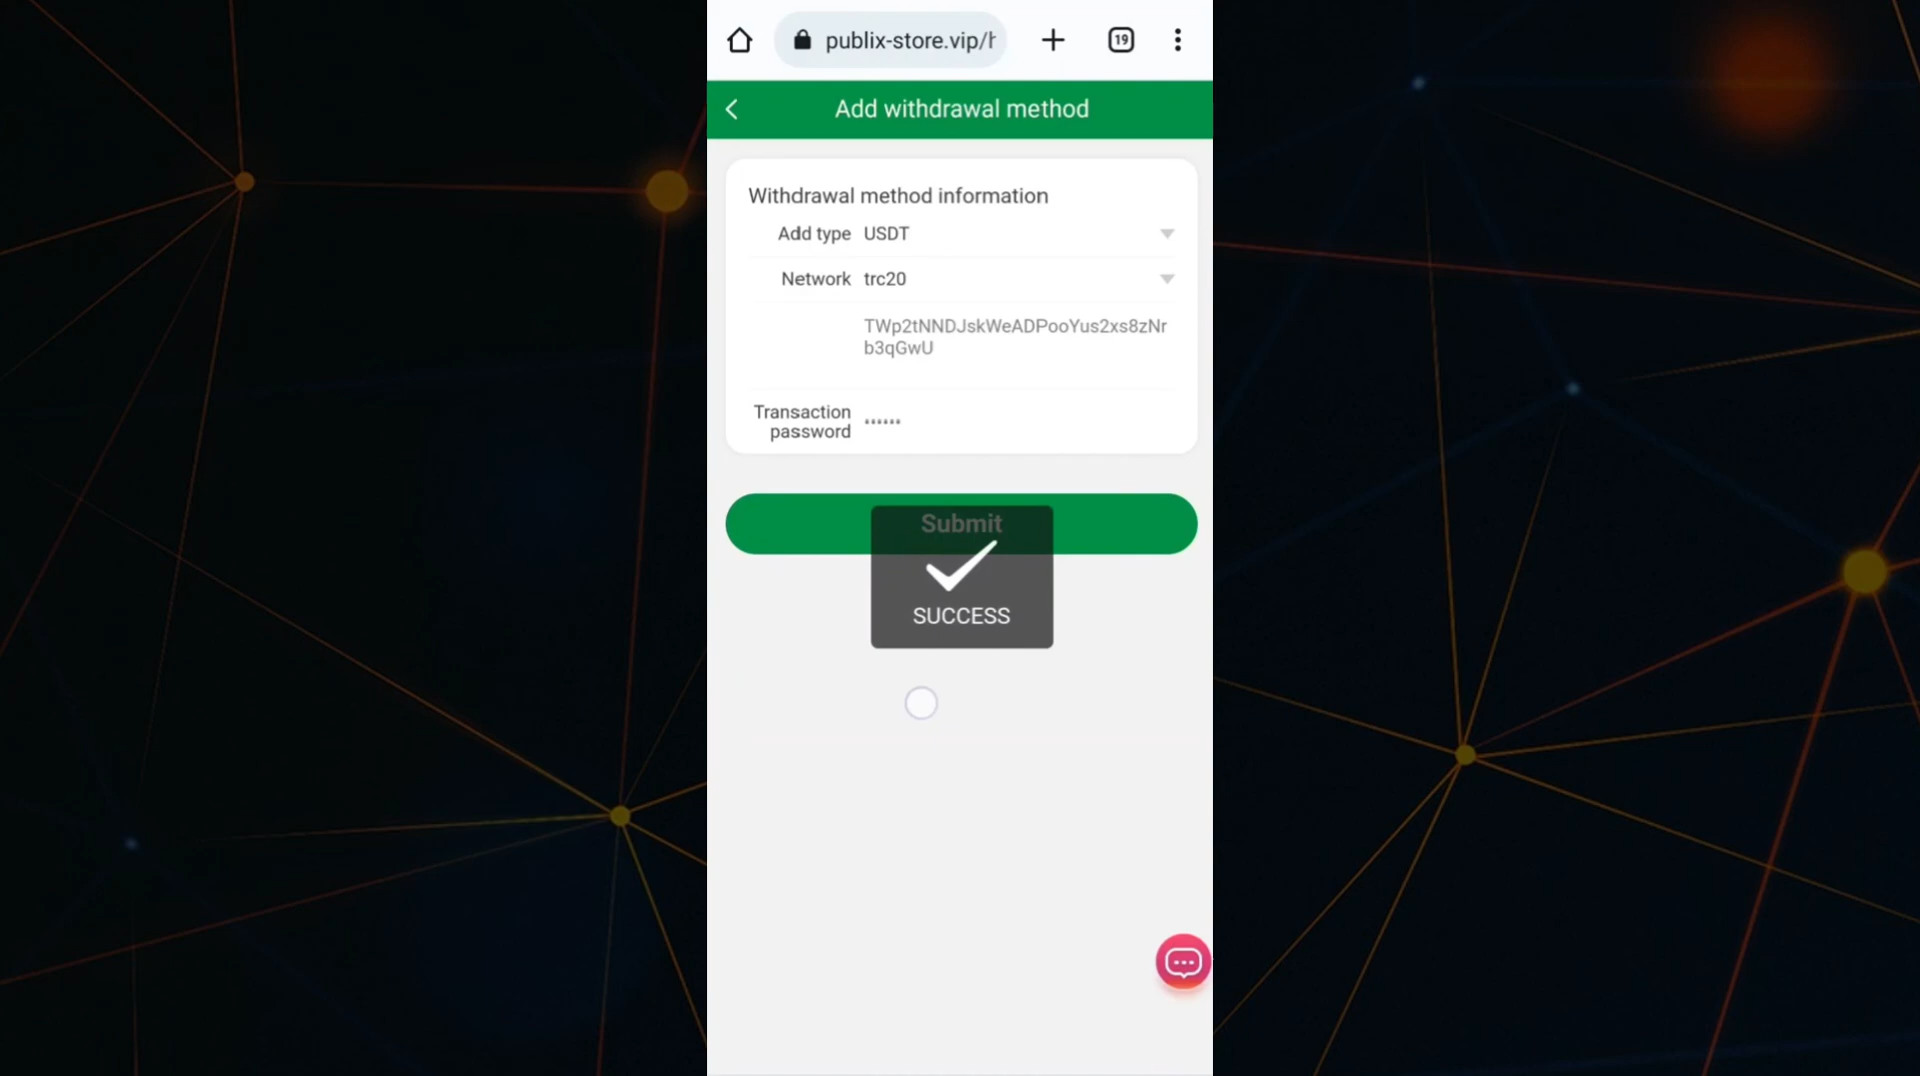 publix-store.vip/h
19
Add withdrawal method
Withdrawal method information
Add type USDT
Network trc20
TWp2tNNDJskWeADPooYus2xs8zNr
b3qGwU
Transaction
password ••••••
Submit
SUCCESS